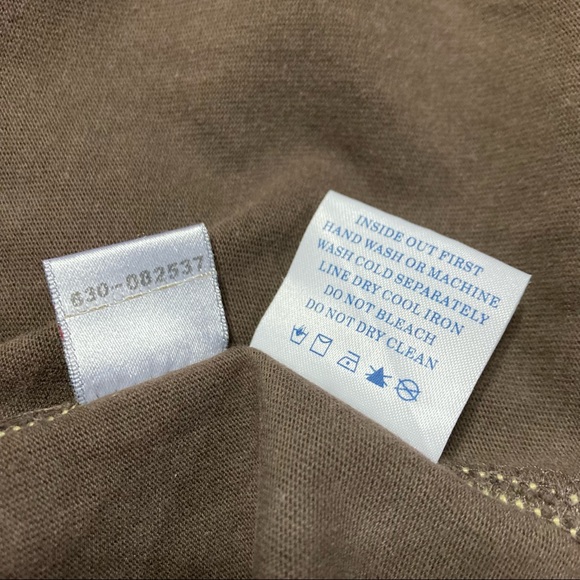 630-082537
INSIDE OUT FIRST
HAND WASH OR MACHINE
WASH COLD SEPARATELY
LINE DRY COOL IRON
DO NOT BLEACH
DO NOT DRY CLEAN